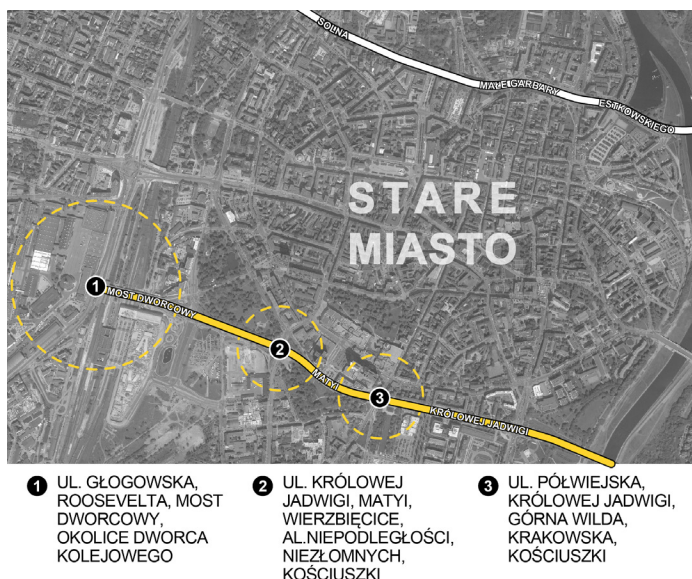 SOLNA
MAŁE GARBARY
ESTKOWSKIEGO
STARE
MIASTO
1
MOST DWORCOWY
2
MATYI
3
KRÓLOWEJ JADWIGI
1 UL. GŁOGOWSKA,
ROOSEVELTA, MOST
DWORCOWY,
OKOLICE DWORCA
KOLEJOWEGO
2 UL. KRÓLOWEJ
JADWIGI, MATYI,
WIERZBIĘCICE,
AL.NIEPODLEGŁOŚCI,
NIEZŁOMNYCH,
KOŚCIUSZKI
3 UL. PÓŁWIEJSKA,
KRÓLOWEJ JADWIGI,
GÓRNA WILDA,
KRAKOWSKA,
KOŚCIUSZKI